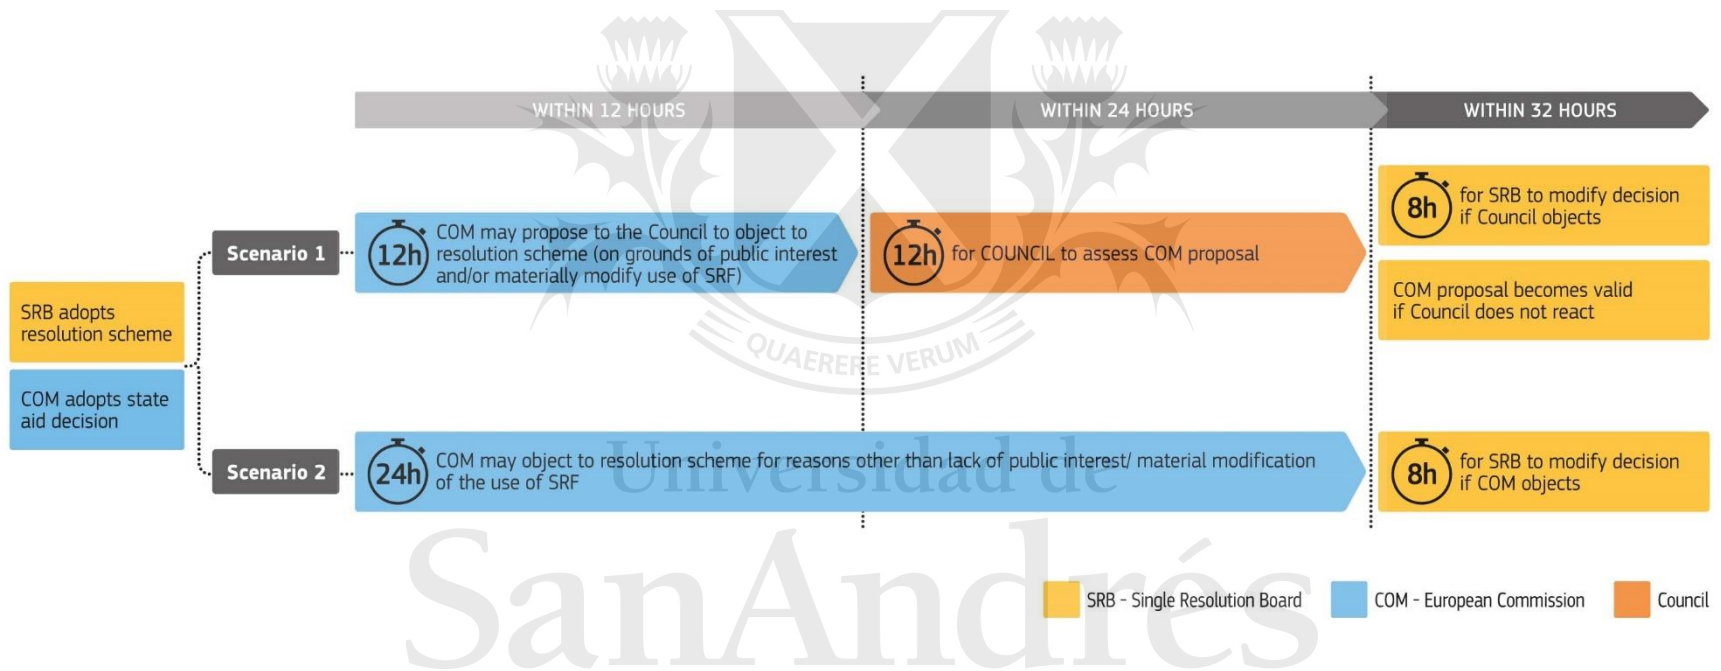 WITHIN 12 HOURS
WITHIN 24 HOURS
WITHIN 32 HOURS
SRB adopts
resolution scheme
COM adopts state
aid decision
Scenario 1
12h
COM may propose to the Council to object to
resolution scheme (on grounds of public interest
and/or materially modify use of SRF)
12h
for COUNCIL to assess COM proposal
8h
for SRB to modify decision
if Council objects
COM proposal becomes valid
if Council does not react
QUAERERE VERUM
Scenario 2
24h
COM may object to resolution scheme for reasons other than lack of public interest/ material modification
of the use of SRF
8h
for SRB to modify decision
if COM objects
Universidad de
SanAndrés
SRB - Single Resolution Board
COM - European Commission
Council